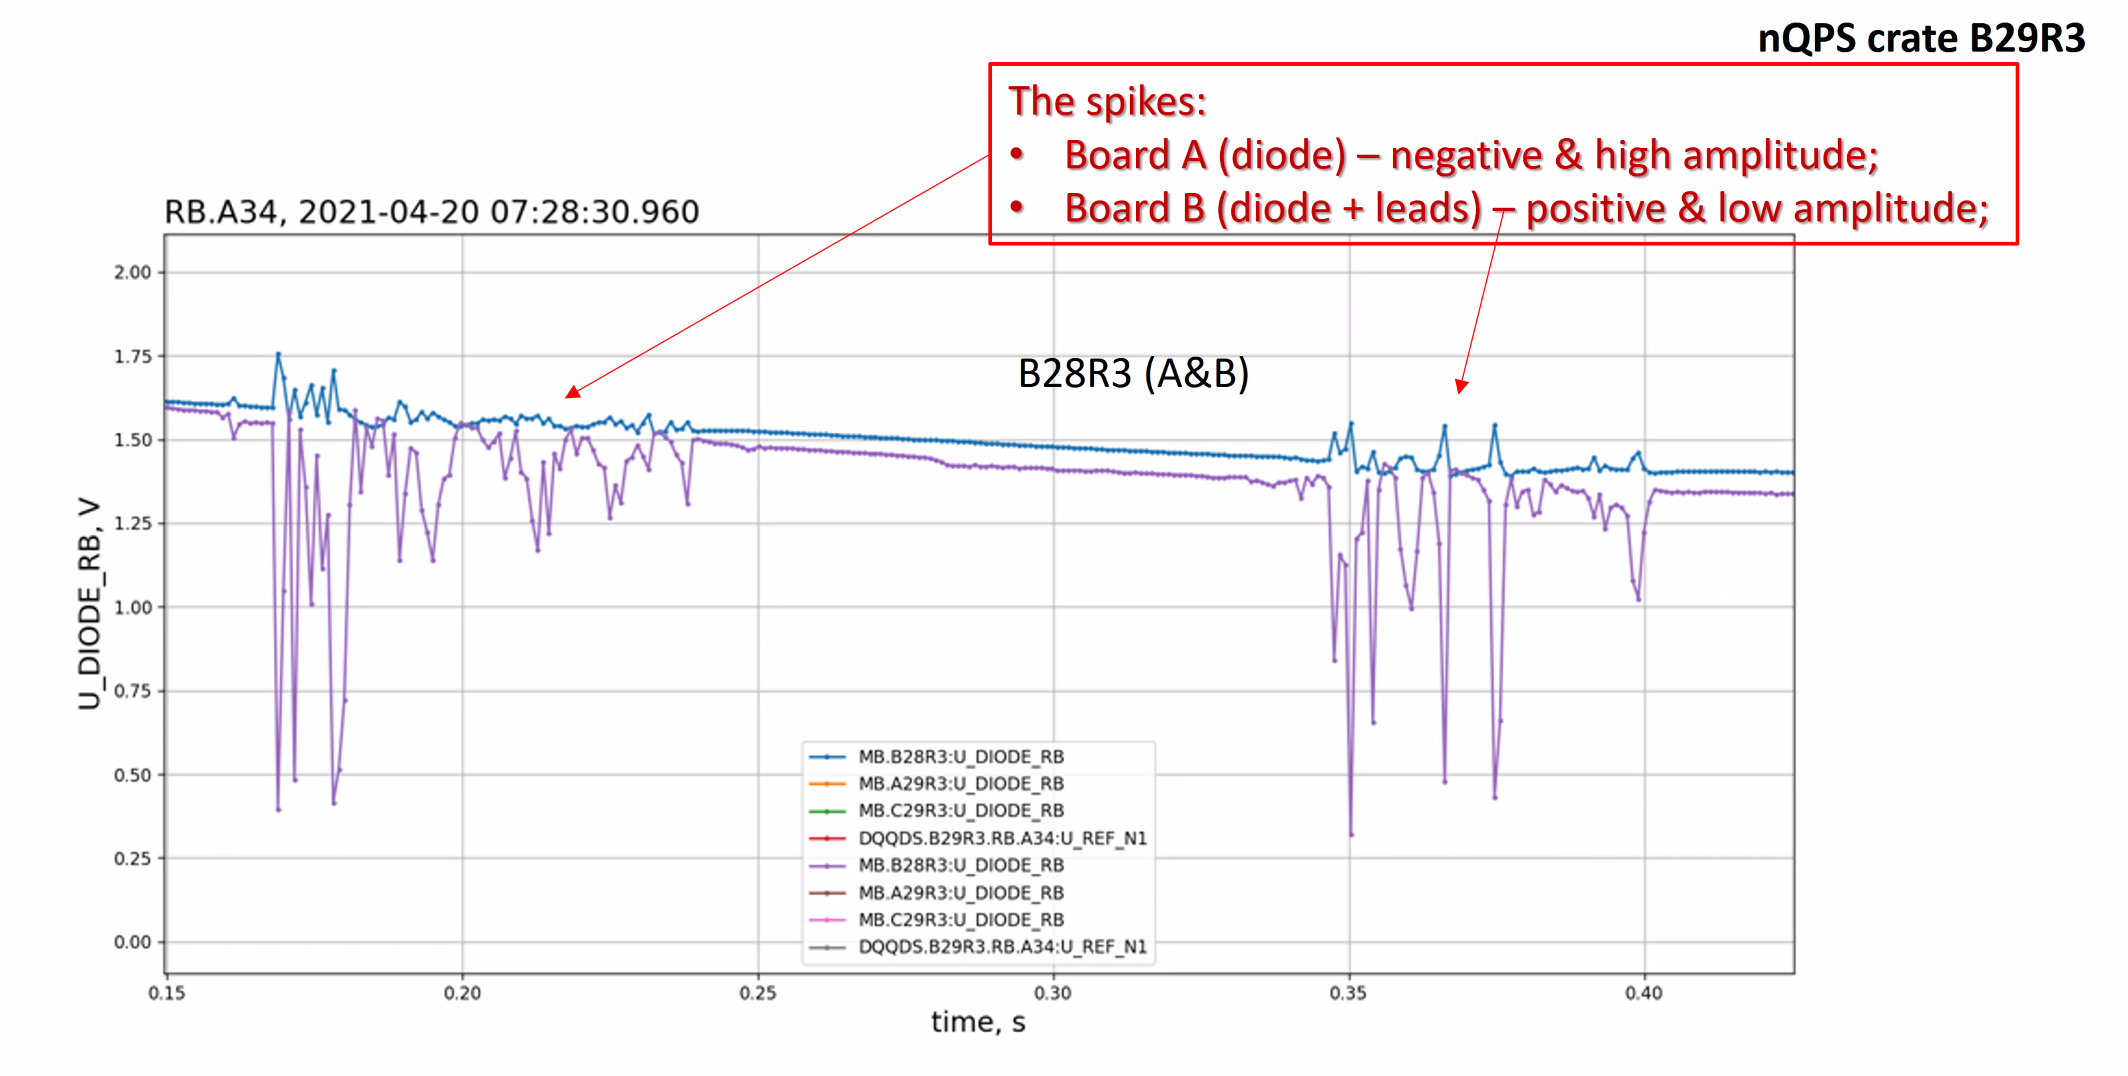 nQPS crate B29R3
The spikes:
• Board A (diode) – negative & high amplitude;
• Board B (diode + leads) – positive & low amplitude;
RB.A34, 2021-04-20 07:28:30.960
2.00
1.75
1.50
1.25
1.00
0.75
0.50
0.25
0.00
U_DIODE_RB, V
B28R3 (A&B)
MB.B28R3:U_DIODE_RB
MB.A29R3:U_DIODE_RB
MB.C29R3:U_DIODE_RB
DQQDS.B29R3.RB.A34:U_REF_N1
MB.B28R3:U_DIODE_RB
MB.A29R3:U_DIODE_RB
MB.C29R3:U_DIODE_RB
DQQDS.B29R3.RB.A34:U_REF_N1
0.15 0.20 0.25 0.30 0.35 0.40
time, s